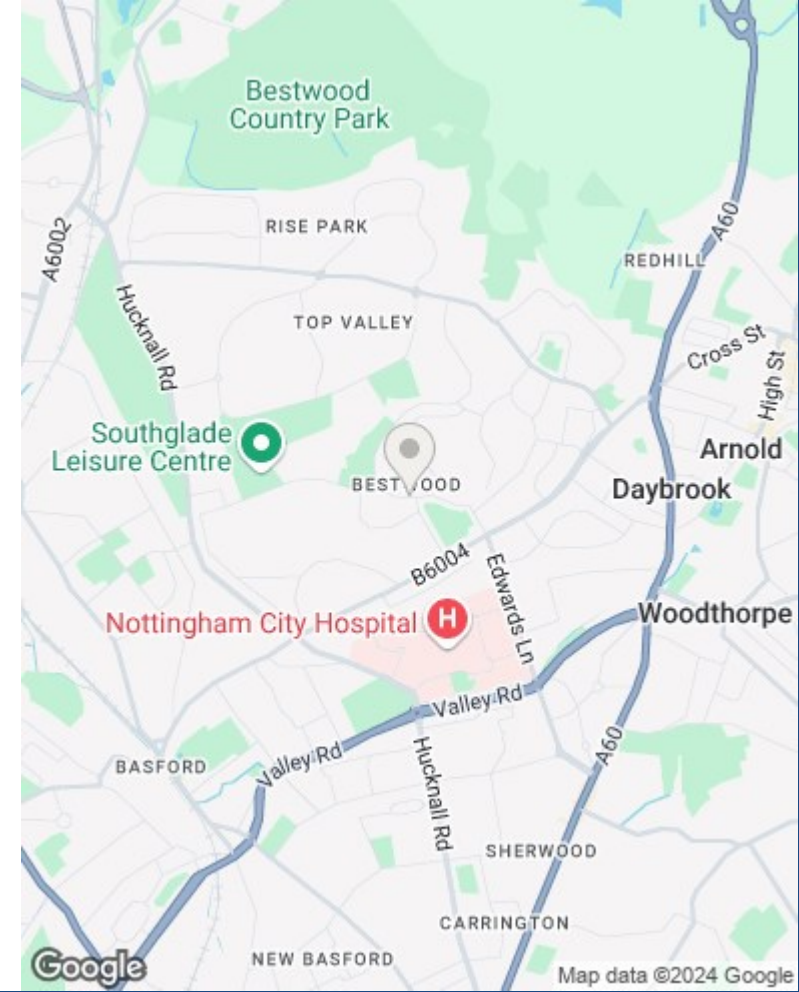 Bestwood
Country Park
A6002
RISE PARK
A60
REDHILL
Hucknall Rd
TOP VALLEY
Cross St
High St
Southglade
Leisure Centre
Arnold
BESTWOOD
Daybrook
B6004
Edwards Ln
Nottingham City Hospital
H
Woodthorpe
Valley Rd
Valley Rd
A60
BASFORD
Hucknall Rd
SHERWOOD
CARRINGTON
NEW BASFORD
Google
Map data ©2024 Google